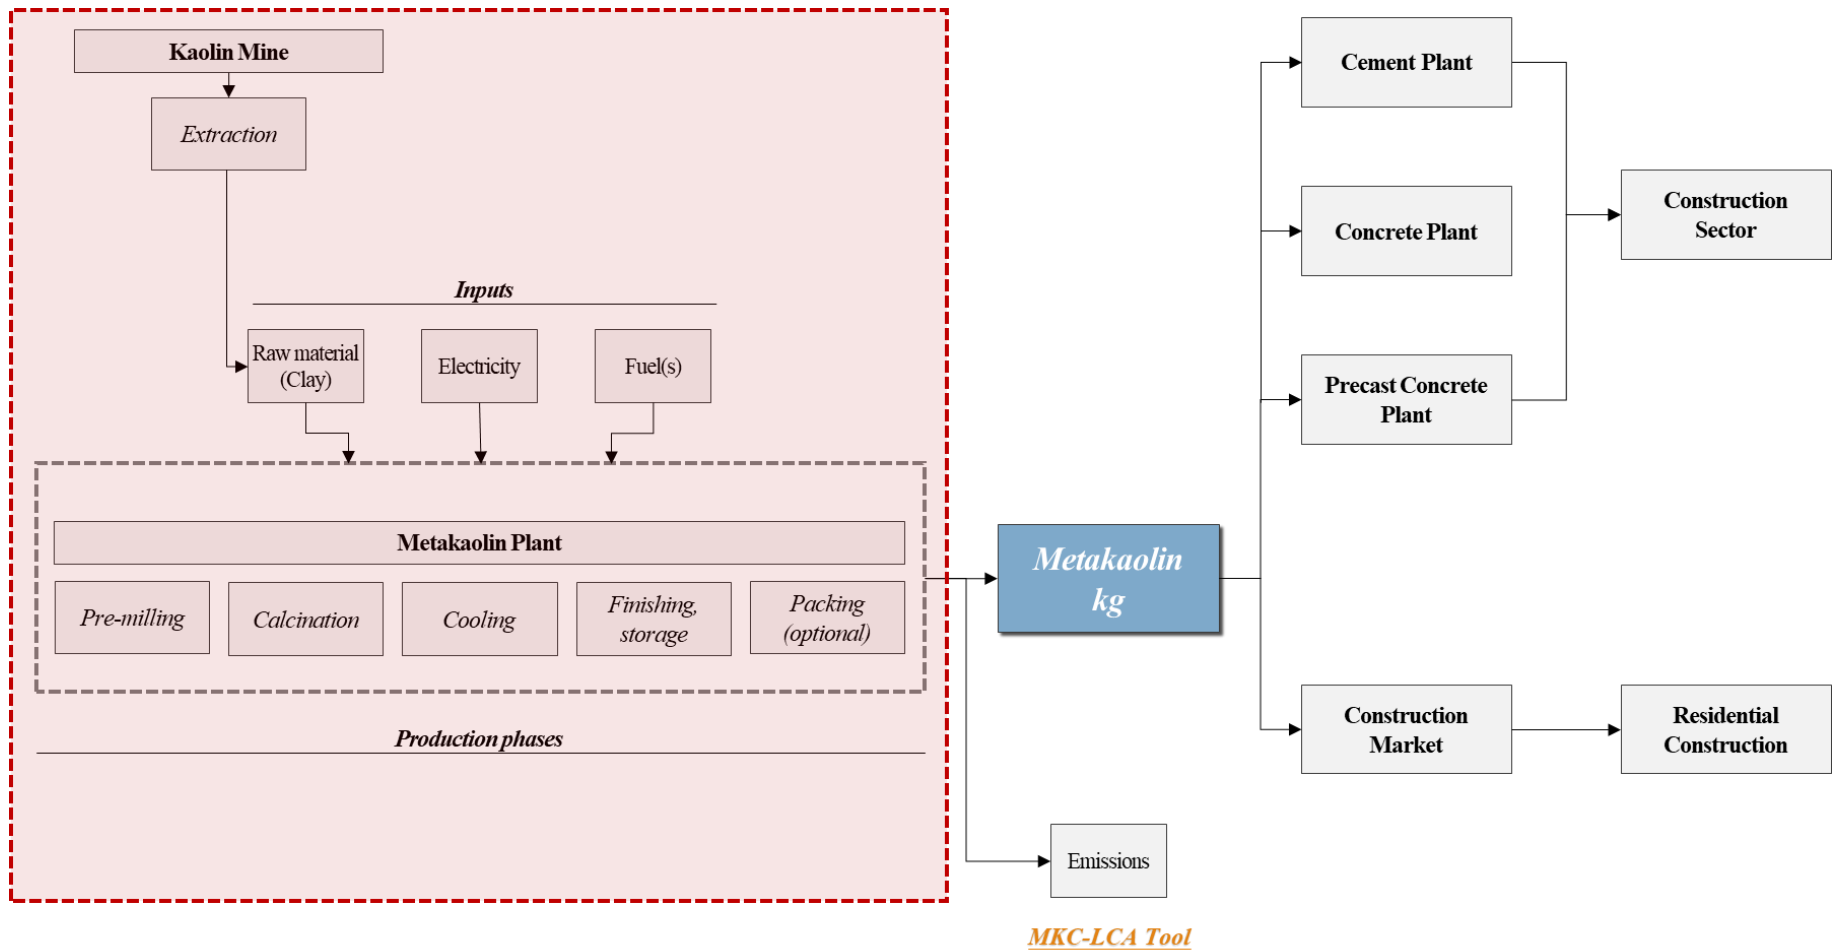 Kaolin Mine
Extraction
Inputs
Raw material
(Clay)
Electricity
Fuel(s)
Metakaolin Plant
Pre-milling
Calcination
Cooling
Finishing,
storage
Packing
(optional)
Production phases
Metakaolin
kg
Emissions
MKC-LCA Tool
Cement Plant
Concrete Plant
Precast Concrete
Plant
Construction
Market
Construction
Sector
Residential
Construction